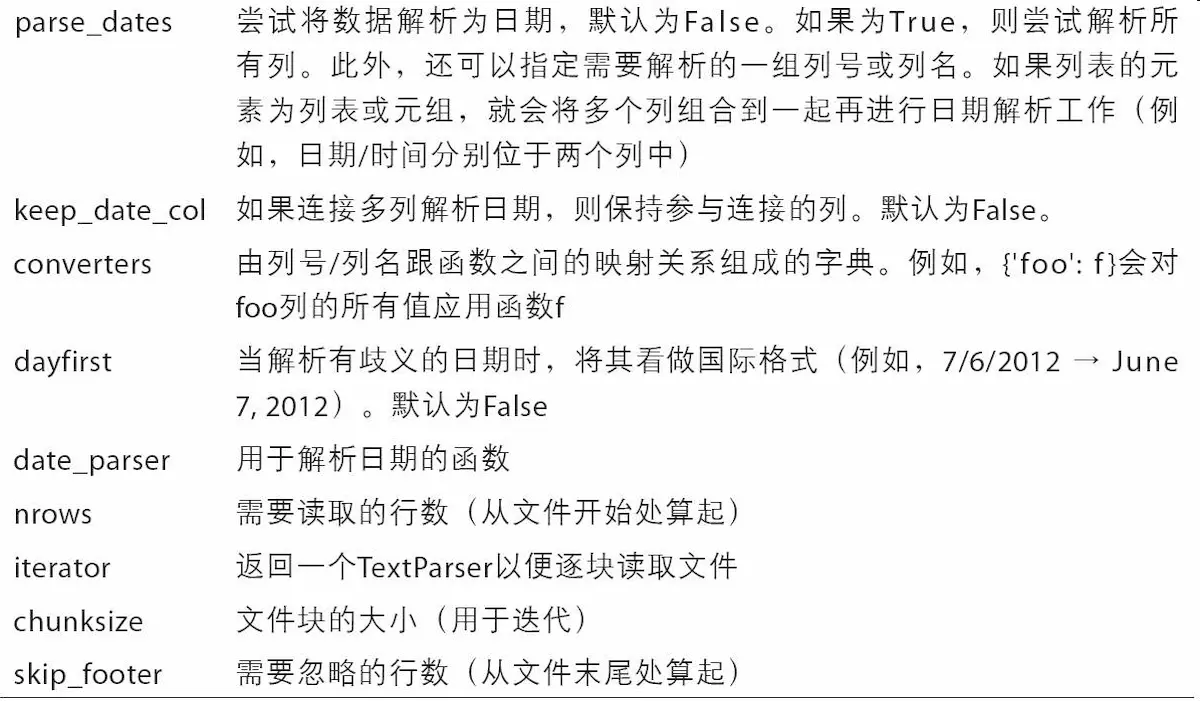 parse_dates 尝试将数据解析为日期，默认为False。如果为True，则尝试解析所
有列。此外，还可以指定需要解析的一组列号或列名。如果列表的元
素为列表或元组，就会将多个列组合到一起再进行日期解析工作（例
如，日期/时间分别位于两个列中）
keep_date_col 如果连接多列解析日期，则保持参与连接的列。默认为False。
converters 由列号/列名跟函数之间的映射关系组成的字典。例如，{'foo': f}会对
foo列的所有值应用函数f
dayfirst 当解析有歧义的日期时，将其看做国际格式（例如，7/6/2012 → June
7, 2012）。默认为False
date_parser 用于解析日期的函数
nrows 需要读取的行数（从文件开始处算起）
iterator 返回一个TextParser以便逐块读取文件
chunksize 文件块的大小（用于迭代）
skip_footer 需要忽略的行数（从文件末尾处算起）